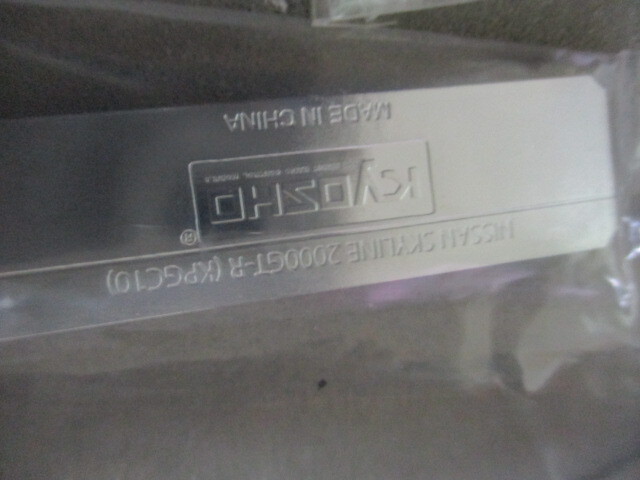 NISSAN SKYLINE 2000GT-R (KPGC10)
KYOSHO®
MADE IN CHINA